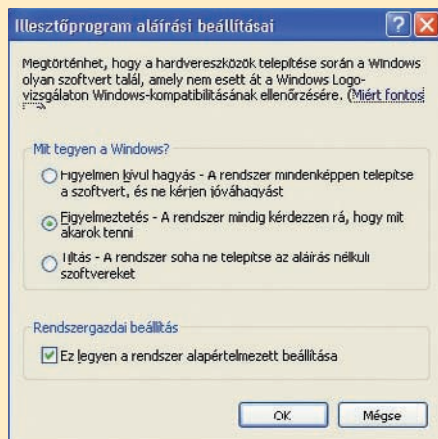 Illesztőprogram aláírási beállításai
Megtörténhet, hogy a hardvereszközök telepítése során a Windows
olyan szoftvert talál, amely nem esett át a Windows Logo-
vizsgálaton Windows-kompatibilitásának ellenőrzésére. (Miért fontos
Mit tegyen a Windows?
Figyelmen kívül hagyás - A rendszer mindenképpen telepítse
a szoftvert, és ne kérjen jóváhagyást
Figyelmeztetés - A rendszer mindig kérdezzen rá, hogy mit
akarok tenni
Tiltás - A rendszer soha ne telepítse az aláírás nélküli
szoftvereket
Rendszergazdai beállítás
Ez legyen a rendszer alapértelmezett beállítása
OK
Mégse